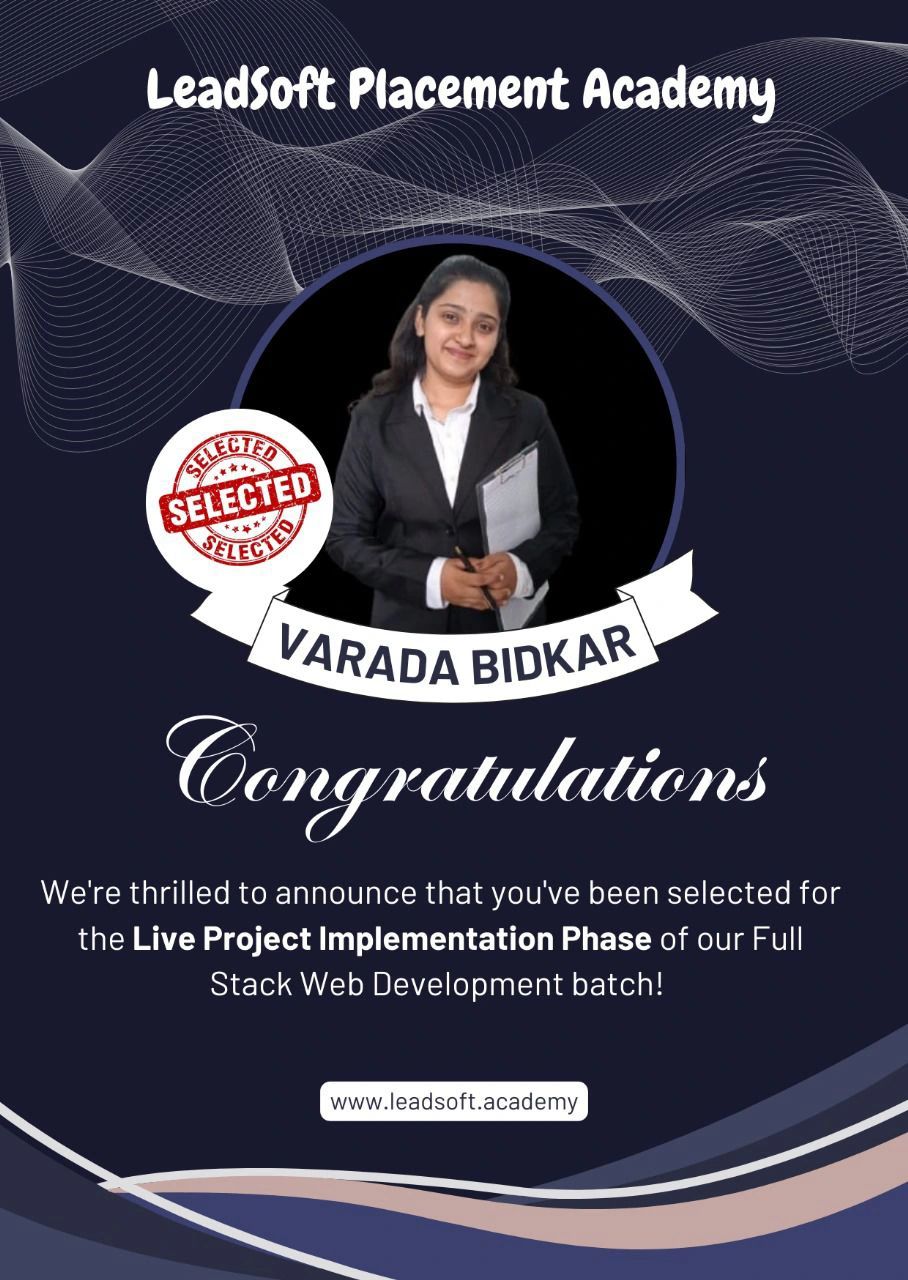 LeadSoft Placement Academy
SELECTED
SELECTED
SELECTED
VARADA BIDKAR
Congratulations
We're thrilled to announce that you've been selected for
the Live Project Implementation Phase of our Full
Stack Web Development batch!
www.leadsoft.academy